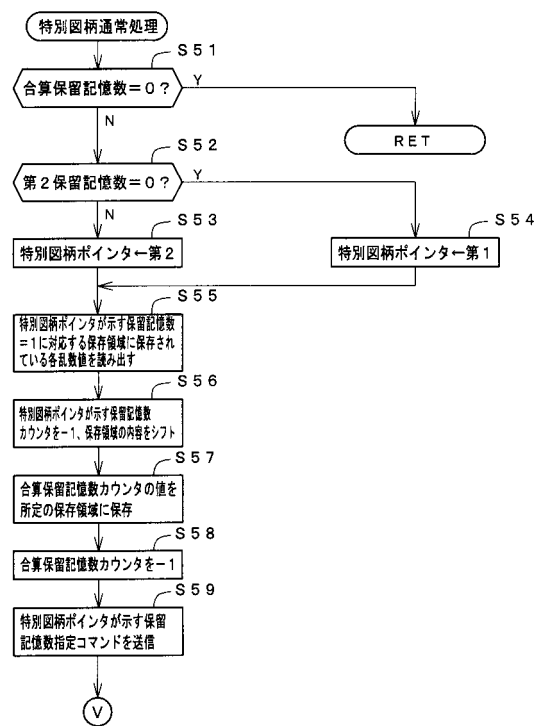 特別図柄通常処理
S51
合算保留記憶数=0?
Y
N
RET
S52
第2保留記憶数=0?
Y
N
S53
特別図柄ポインタ←第2
S54
特別図柄ポインタ←第1
S55
特別図柄ポインタが示す保留記憶数
=1に対応する保存領域に保存され
ている各乱数値を読み出す
S56
特別図柄ポインタが示す保留記憶数
カウンタを-1、保存領域の内容をシフト
S57
合算保留記憶数カウンタの値を
所定の保存領域に保存
S58
合算保留記憶数カウンタを-1
S59
特別図柄ポインタが示す保留
記憶数指定コマンドを送信
V